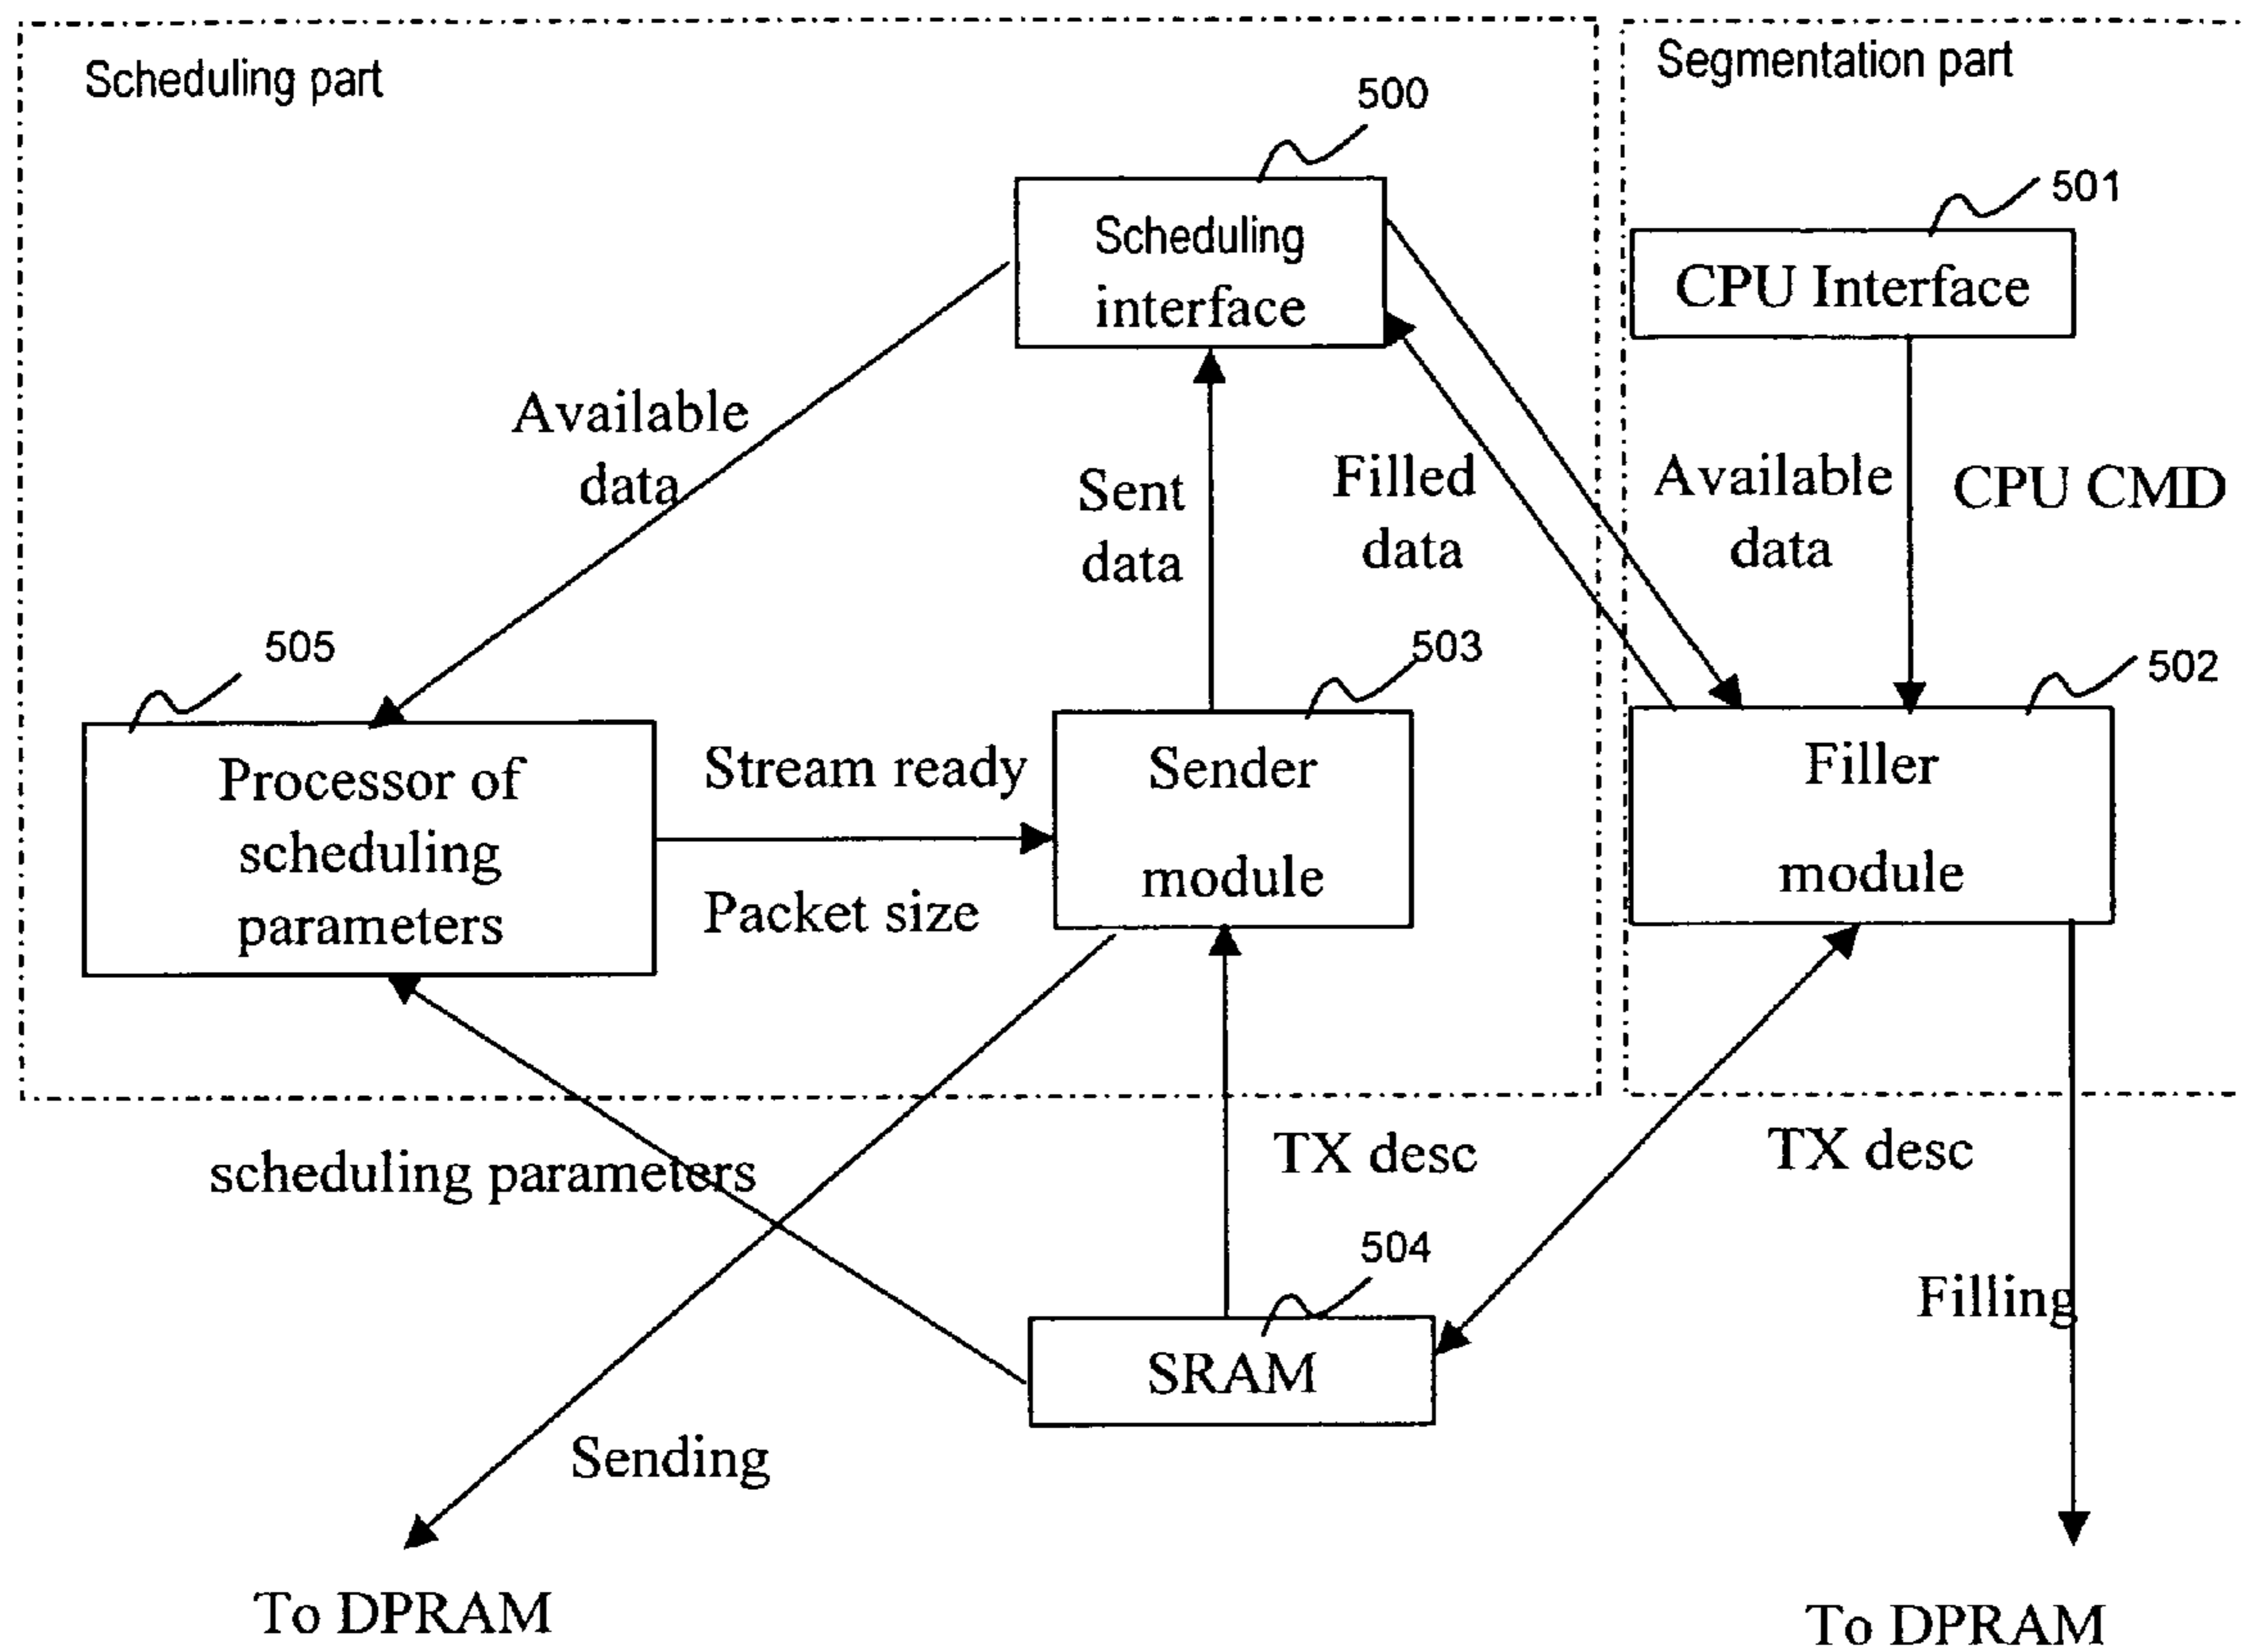 Scheduling part
Segmentation part
500
501
Scheduling
interface
CPU Interface
Available
data
Sent
data
Filled
data
Available
data
CPU CMD
505
503
502
Processor of
scheduling
parameters
Stream ready
Packet size
Sender
module
Filler
module
scheduling parameters
TX desc
TX desc
504
SRAM
Filling
Sending
To DPRAM
To DPRAM